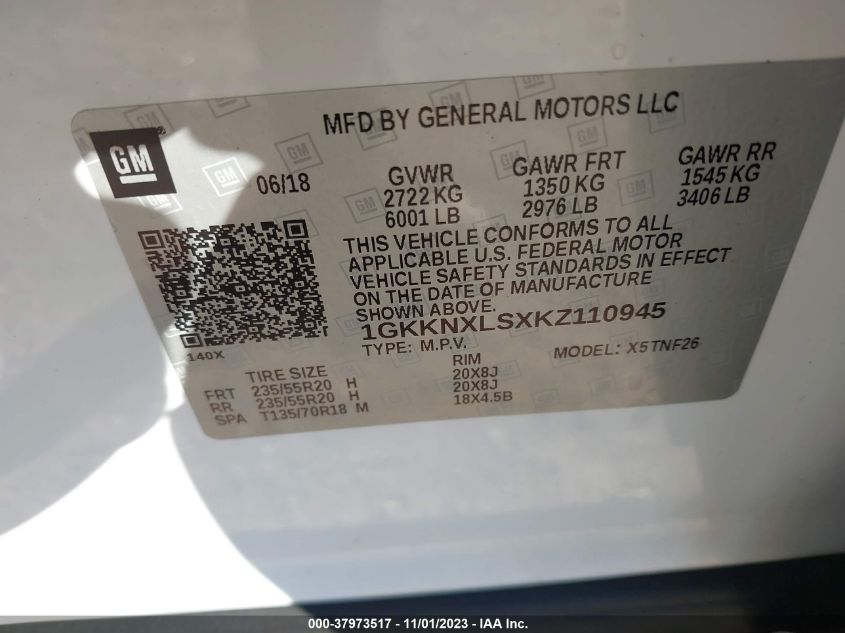 MFD BY GENERAL MOTORS LLC
GM®
06/18
GVWR
2722 KG
6001 LB
GAWR FRT
1350 KG
2976 LB
GAWR RR
1545 KG
3406 LB
THIS VEHICLE CONFORMS TO ALL
APPLICABLE U.S. FEDERAL MOTOR
VEHICLE SAFETY STANDARDS IN EFFECT
ON THE DATE OF MANUFACTURE
SHOWN ABOVE.
1GKKNXLSXKZ110945
140X
TYPE: M.P.V.
MODEL: X5TNF26
TIRE SIZE RIM
FRT 235/55R20 H 20X8J
RR 235/55R20 H 20X8J
SPA T135/70R18 M 18X4.5B
000-37973517 - 11/01/2023 - IAA Inc.